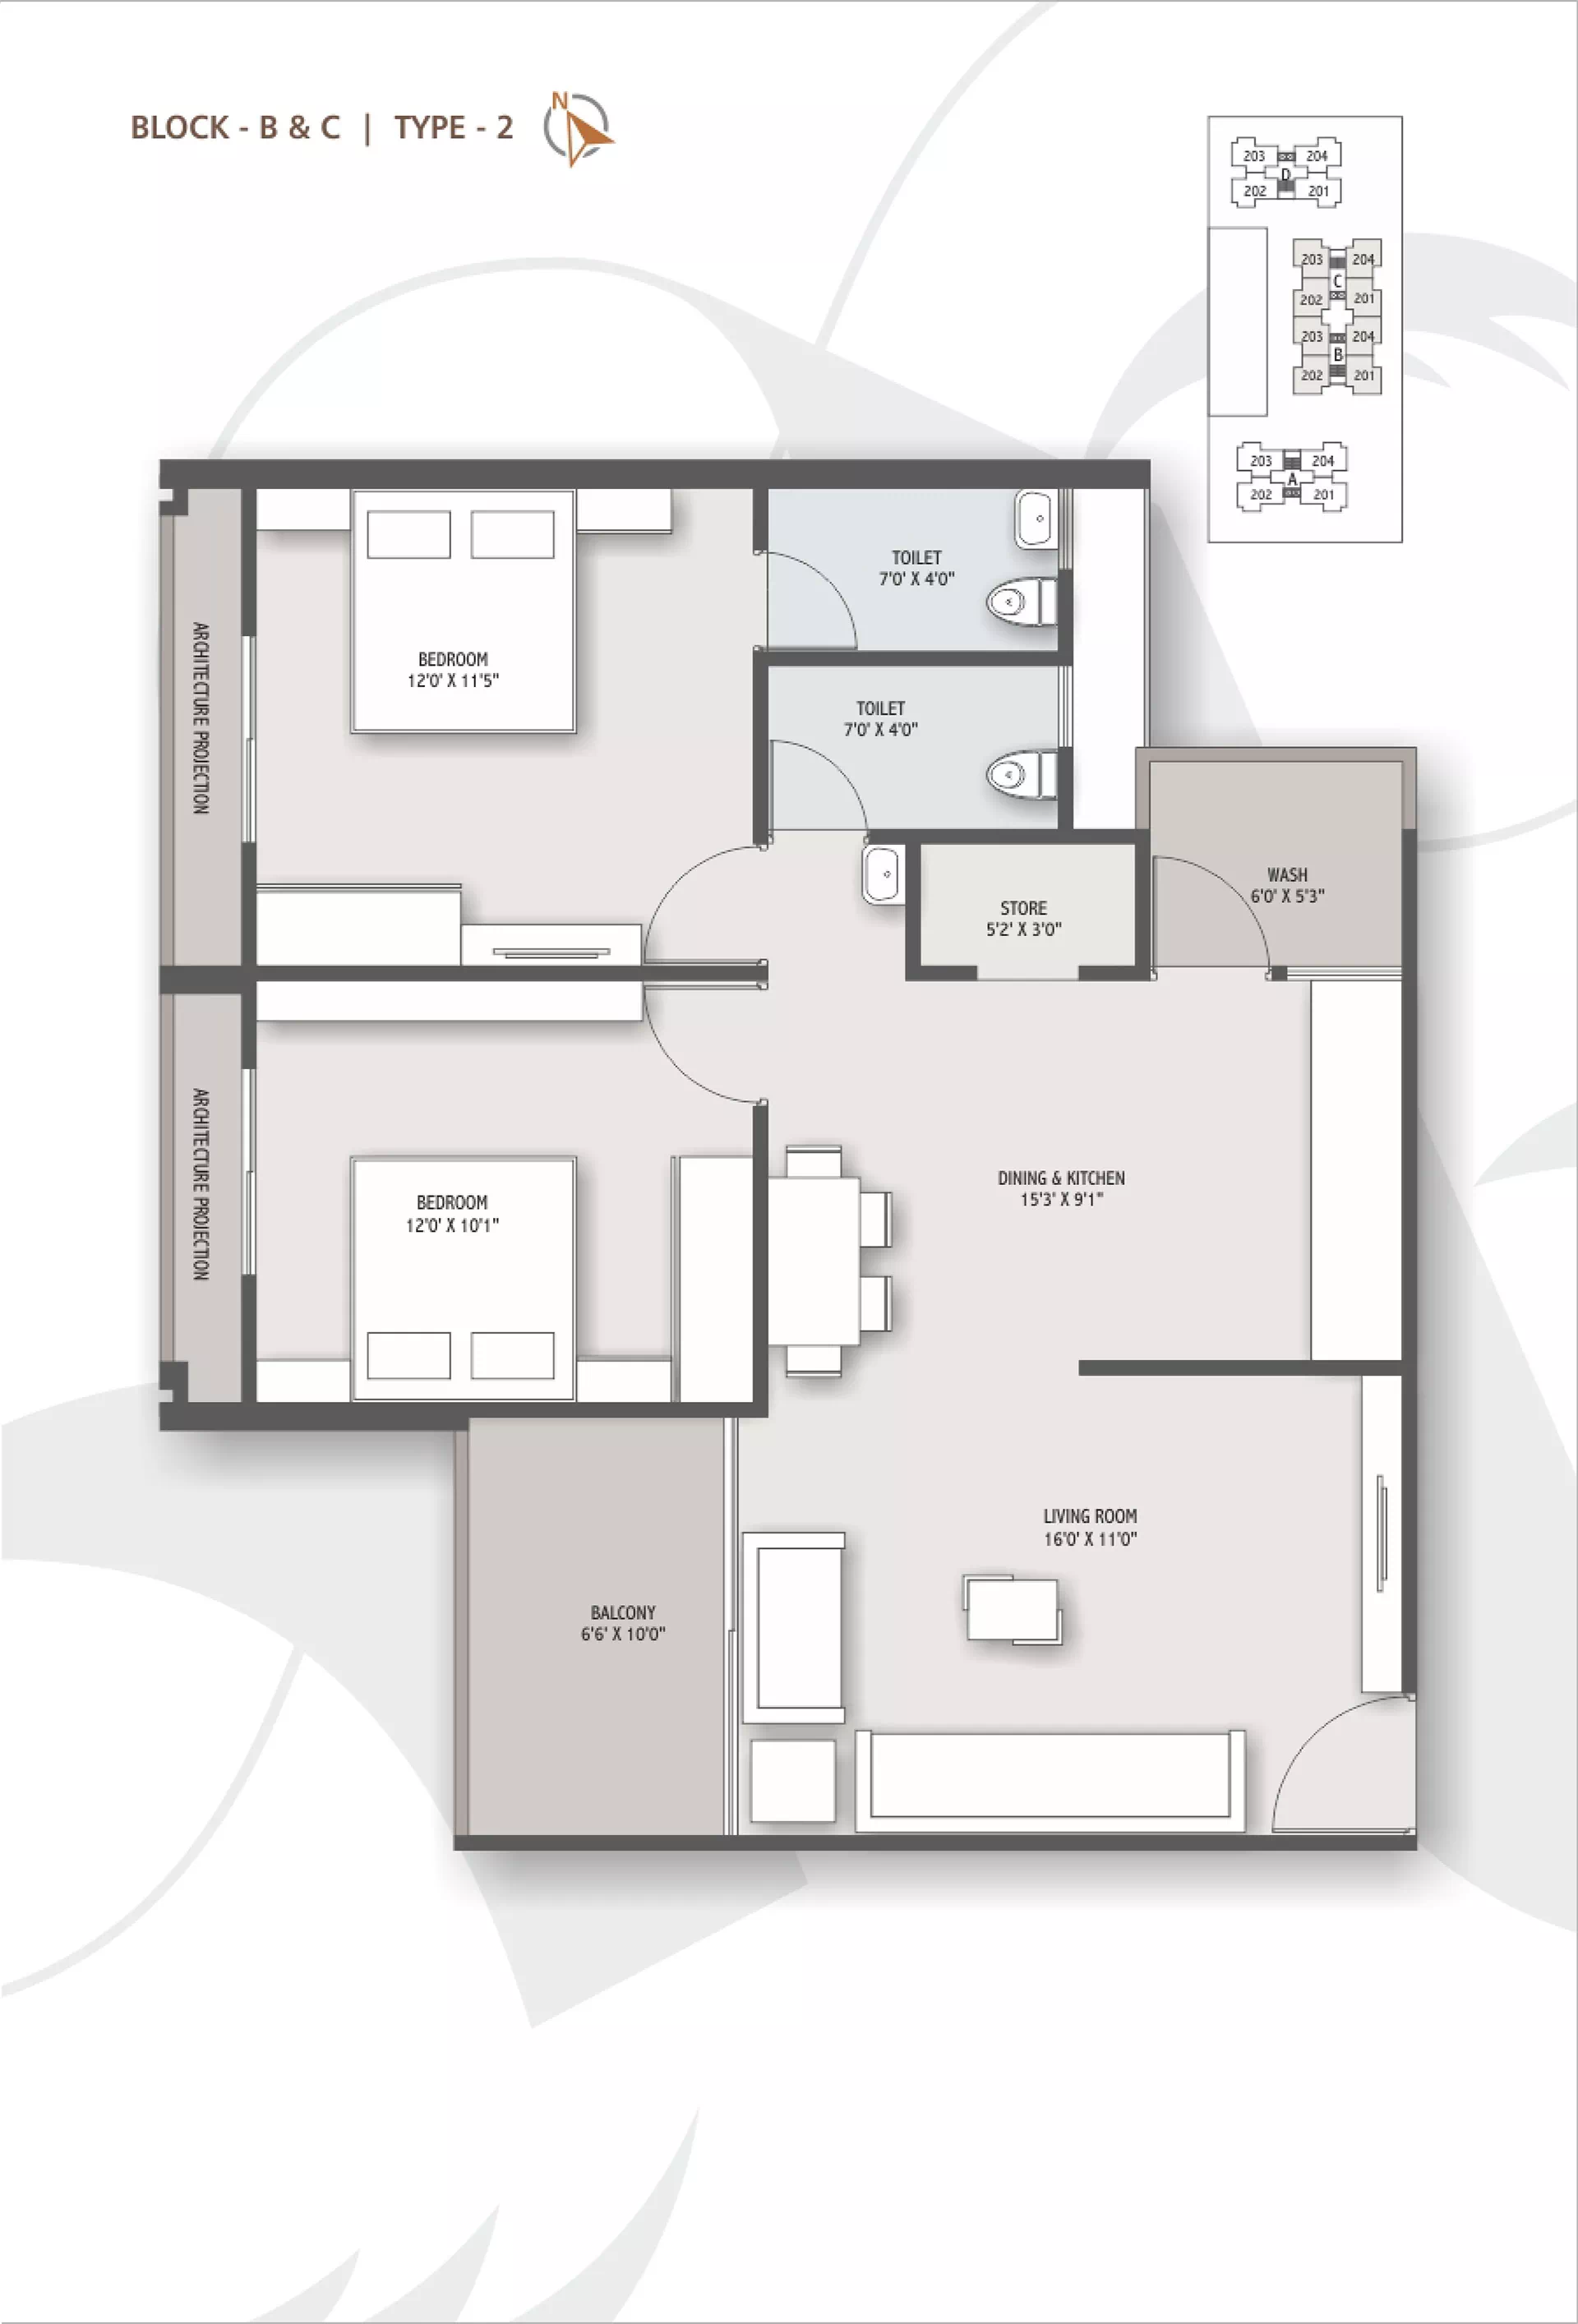 BLOCK - B & C | TYPE - 2
N
203 204
D
202 201
203 204
C
202 201
203 204
B
202 201
203 204
A
202 201
TOILET
7'0' X 4'0"
ARCHITECTURE PROJECTION
BEDROOM
12'0' X 11'5"
TOILET
7'0' X 4'0"
WASH
6'0' X 5'3"
STORE
5'2' X 3'0"
ARCHITECTURE PROJECTION
DINING & KITCHEN
15'3' X 9'1"
BEDROOM
12'0' X 10'1"
LIVING ROOM
16'0' X 11'0"
BALCONY
6'6' X 10'0"